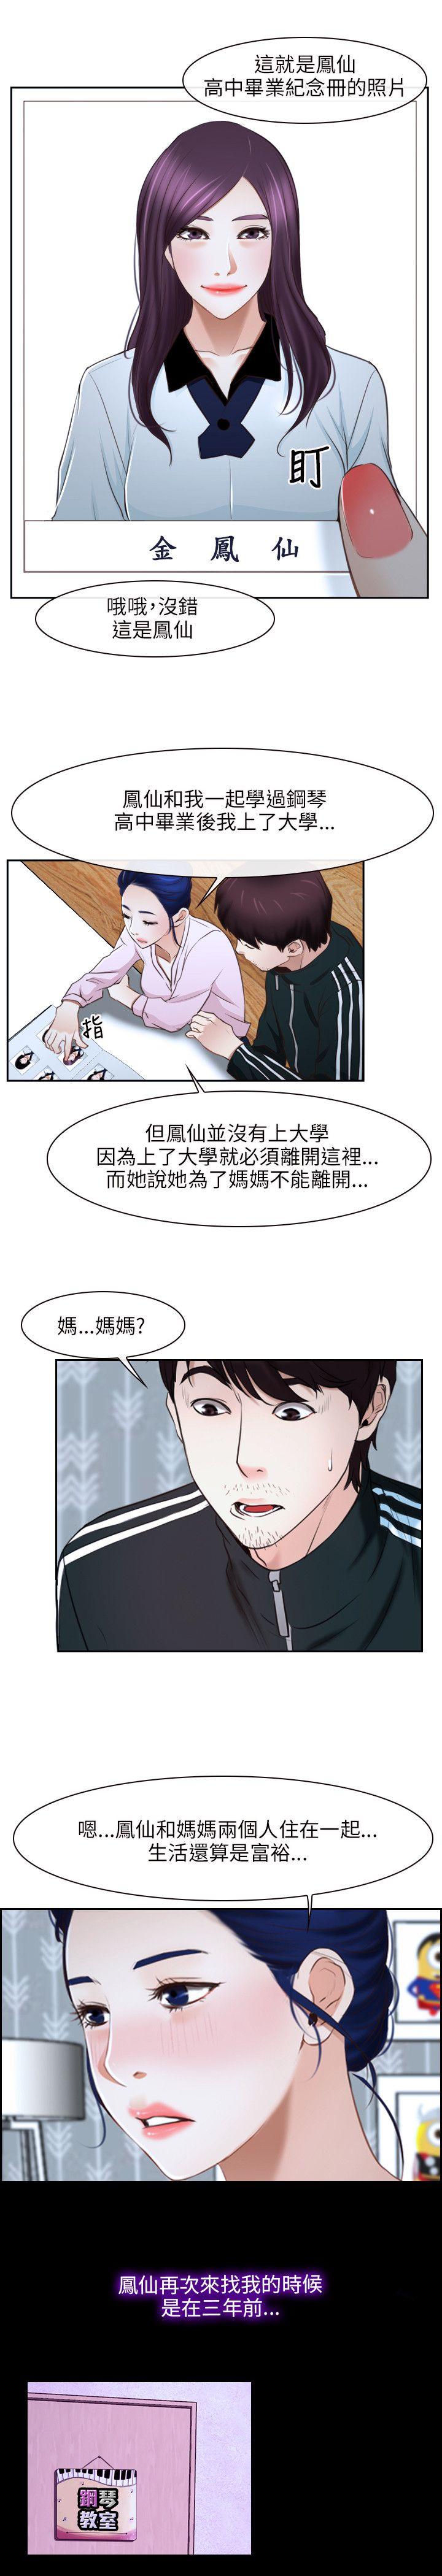 這就是鳳仙
高中畢業紀念冊的照片
盯
金 鳳 仙
哦哦，沒錯
這是鳳仙
鳳仙和我一起學過鋼琴
高中畢業後我上了大學...
指
但鳳仙並沒有上大學
因為上了大學就必須離開這裡...
而她說她為了媽媽不能離開...
媽...媽媽?
嗯...鳳仙和媽媽兩個人住在一起...
生活還算是富裕...
鳳仙再次來找我的時候
是在三年前...
鋼琴
教室